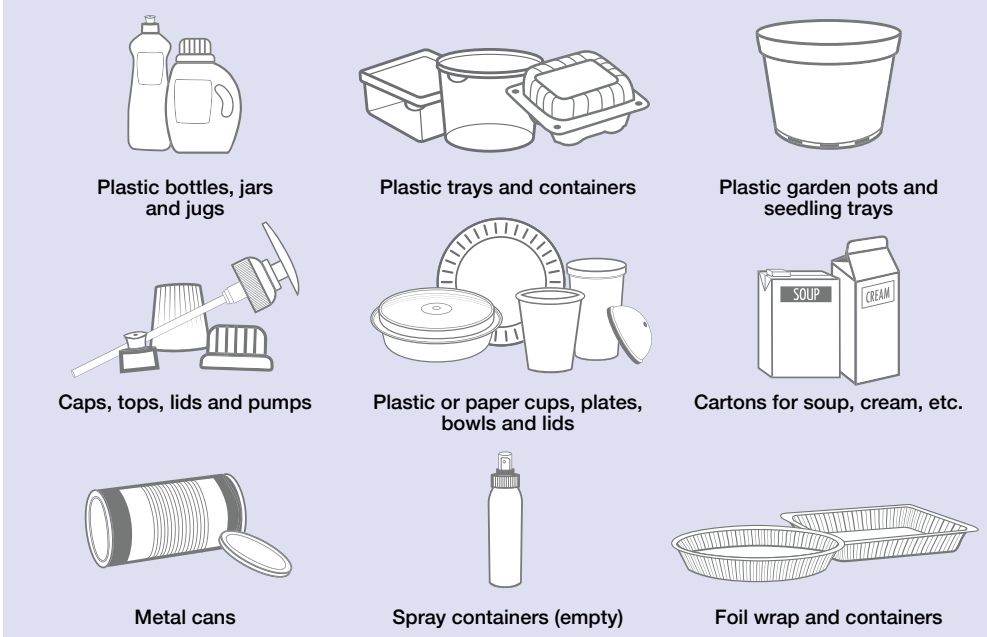 Plastic bottles, jars
and jugs
Plastic trays and containers
Plastic garden pots and
seedling trays
SOUP
CREAM
Caps, tops, lids and pumps
Plastic or paper cups, plates,
bowls and lids
Cartons for soup, cream, etc.
Metal cans
Spray containers (empty)
Foil wrap and containers